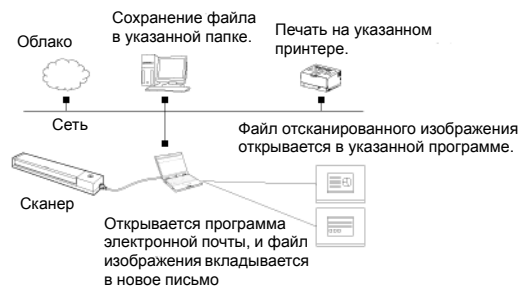 Облако
Сохранение файла
в указанной папке.
Печать на указанном
принтере.
Сеть
Файл отсканированного изображения
открывается в указанной программе.
Сканер
Открывается программа
электронной почты, и файл
изображения вкладывается
в новое письмо